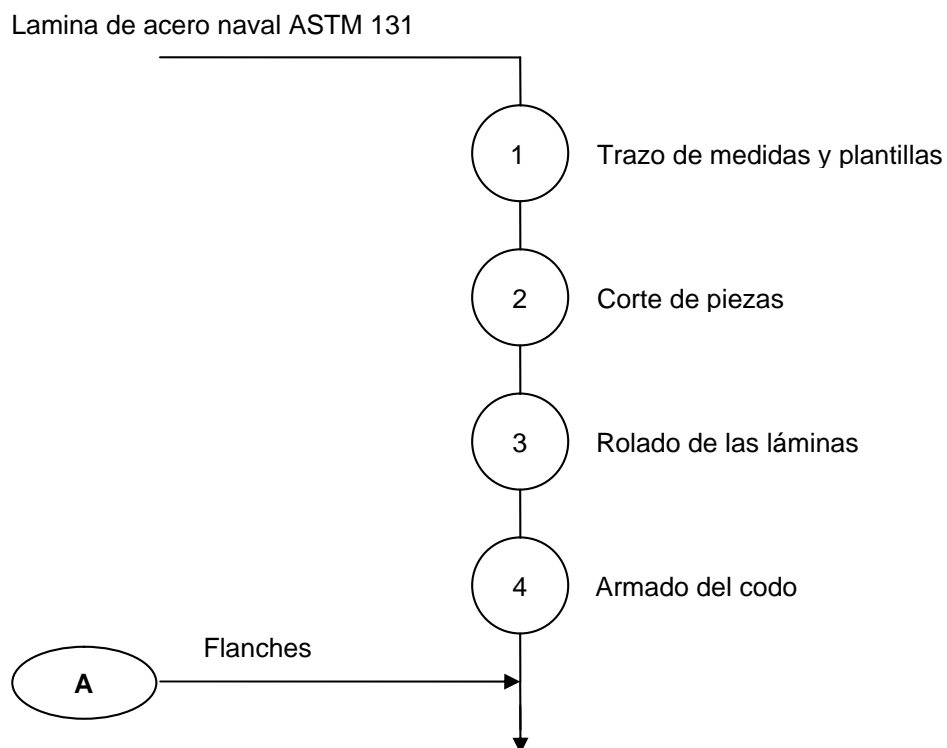 Lamina de acero naval ASTM 131
1 Trazo de medidas y plantillas
2 Corte de piezas
3 Rolado de las láminas
4 Armado del codo
Flanches
A